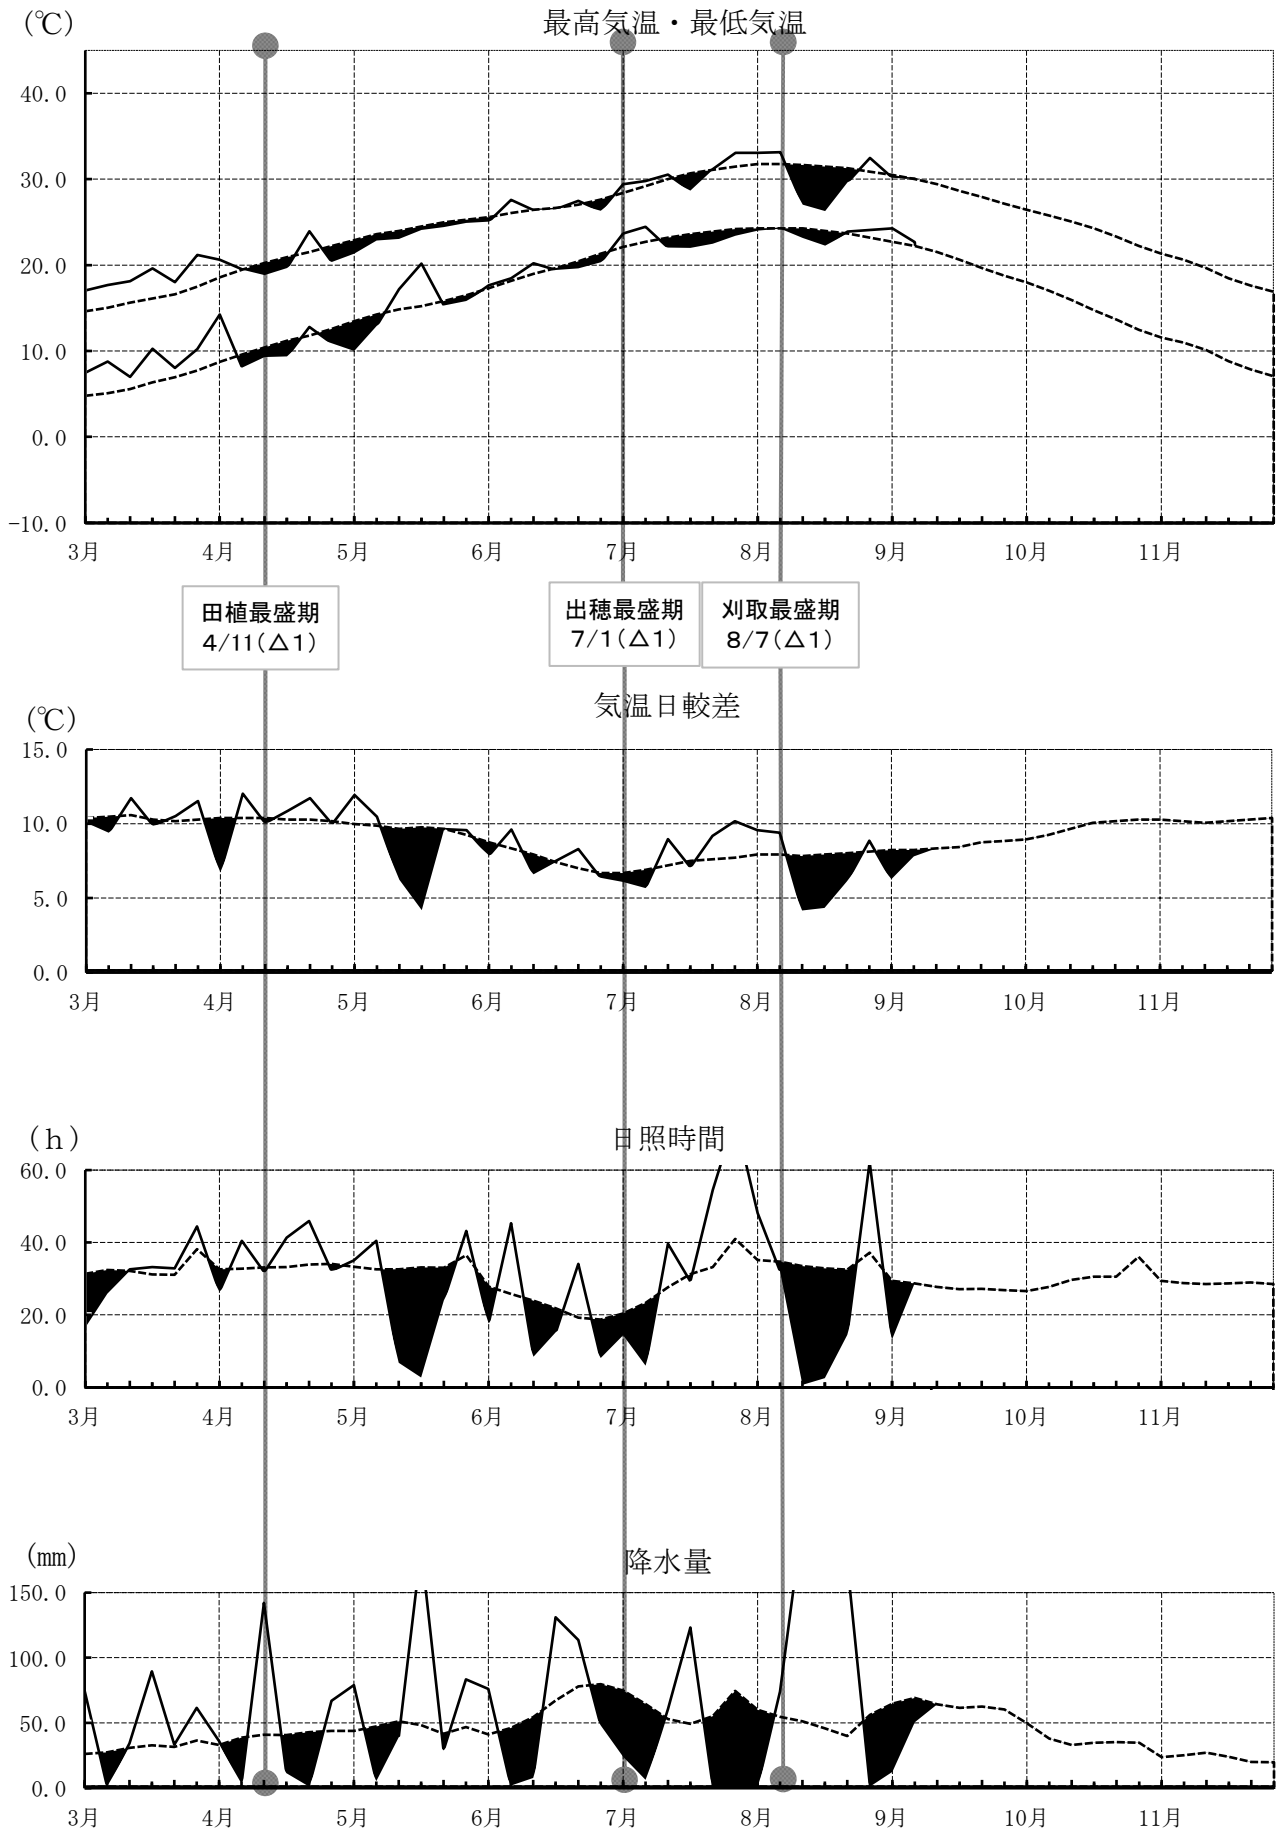 (℃)
最高気温・最低気温
40.0
30.0
20.0
10.0
0.0
-10.0
3月 4月 5月 6月 7月 8月 9月 10月 11月
田植最盛期
4/11(△1)
出穂最盛期
7/1(△1)
刈取最盛期
8/7(△1)
気温日較差
(℃)
15.0
10.0
5.0
0.0
3月 4月 5月 6月 7月 8月 9月 10月 11月
(h)
日照時間
60.0
40.0
20.0
0.0
3月 4月 5月 6月 7月 8月 9月 10月 11月
(mm)
降水量
150.0
100.0
50.0
0.0
3月 4月 5月 6月 7月 8月 9月 10月 11月